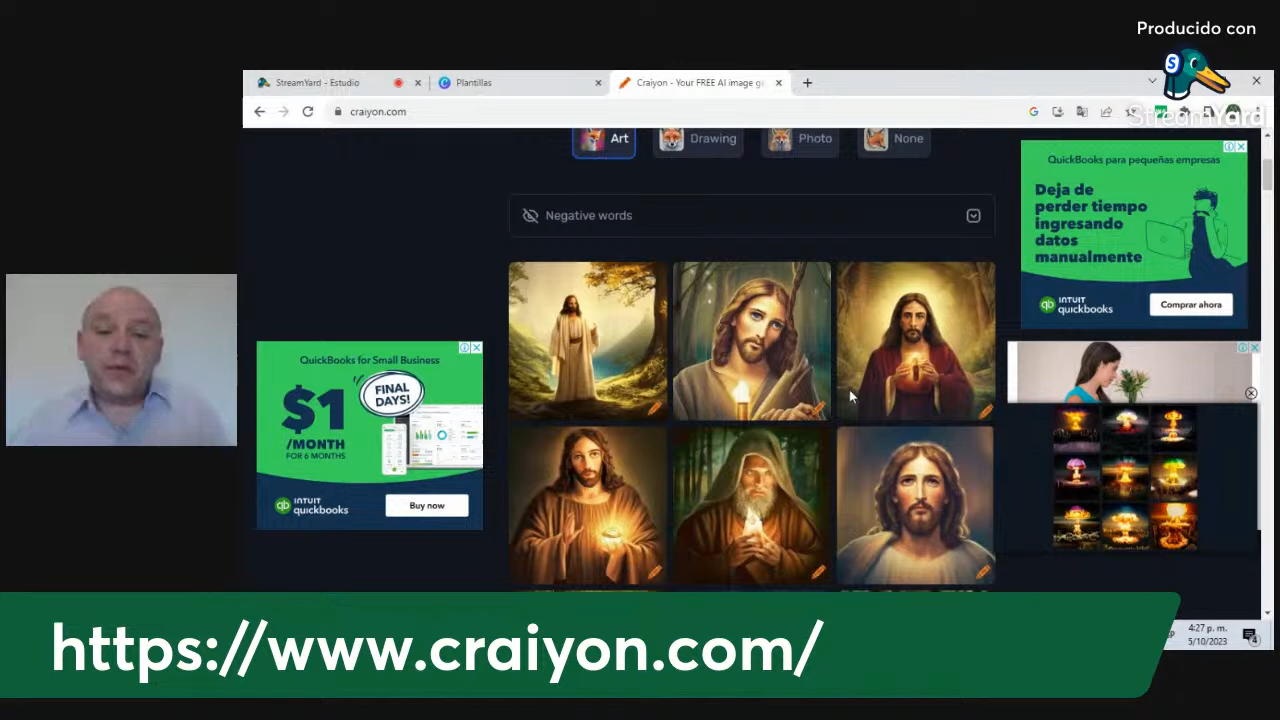 Producido con
StreamYard
StreamYard - Estudio
Plantillas
Craiyon - Your FREE AI image g
craiyon.com
Art
Drawing
Photo
None
Negative words
QuickBooks para pequeñas empresas
Deja de
perder tiempo
ingresando
datos
manualmente
INTUIT
quickbooks
Comprar ahora
QuickBooks for Small Business
$1
/MONTH
FOR 6 MONTHS
FINAL
DAYS!
INTUIT
quickbooks
Buy now
4:27 p. m.
5/10/2023
4
https://www.craiyon.com/